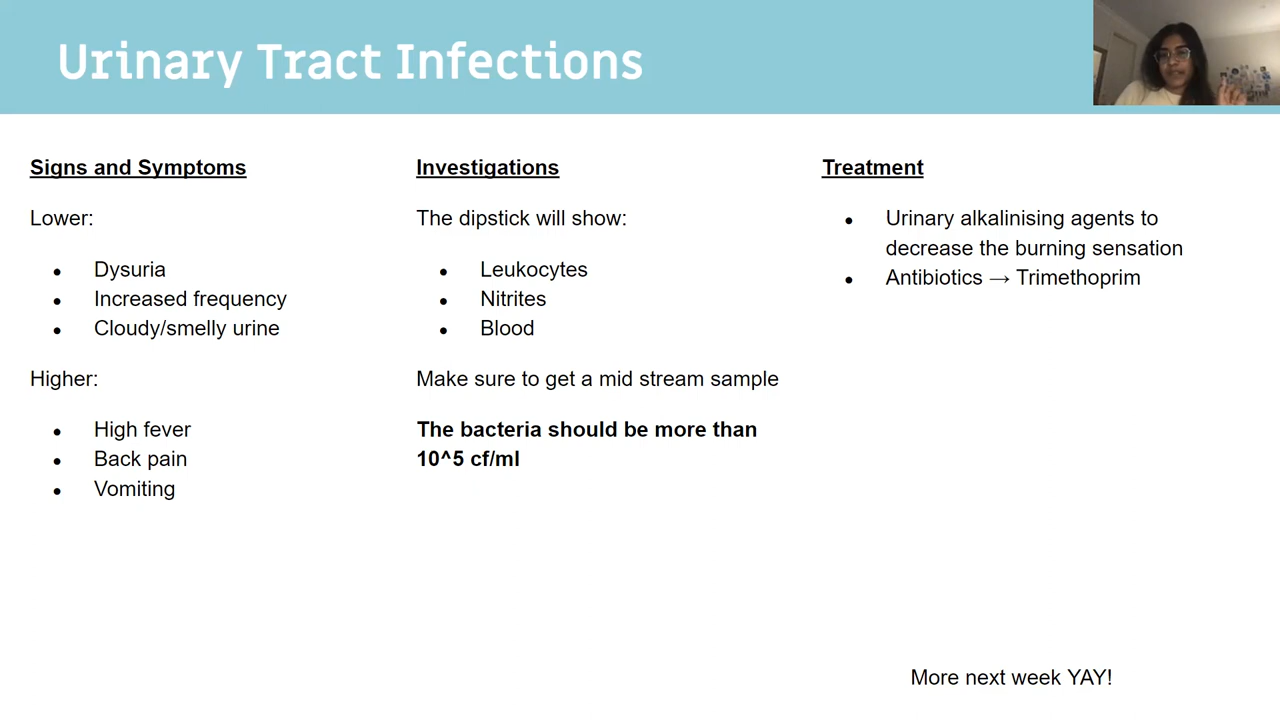 Urinary Tract Infections
Signs and Symptoms
Lower:
● Dysuria
● Increased frequency
● Cloudy/smelly urine
Higher:
● High fever
● Back pain
● Vomiting
Investigations
The dipstick will show:
● Leukocytes
● Nitrites
● Blood
Make sure to get a mid stream sample
The bacteria should be more than
10^5 cf/ml
Treatment
● Urinary alkalinising agents to
decrease the burning sensation
● Antibiotics → Trimethoprim
More next week YAY!